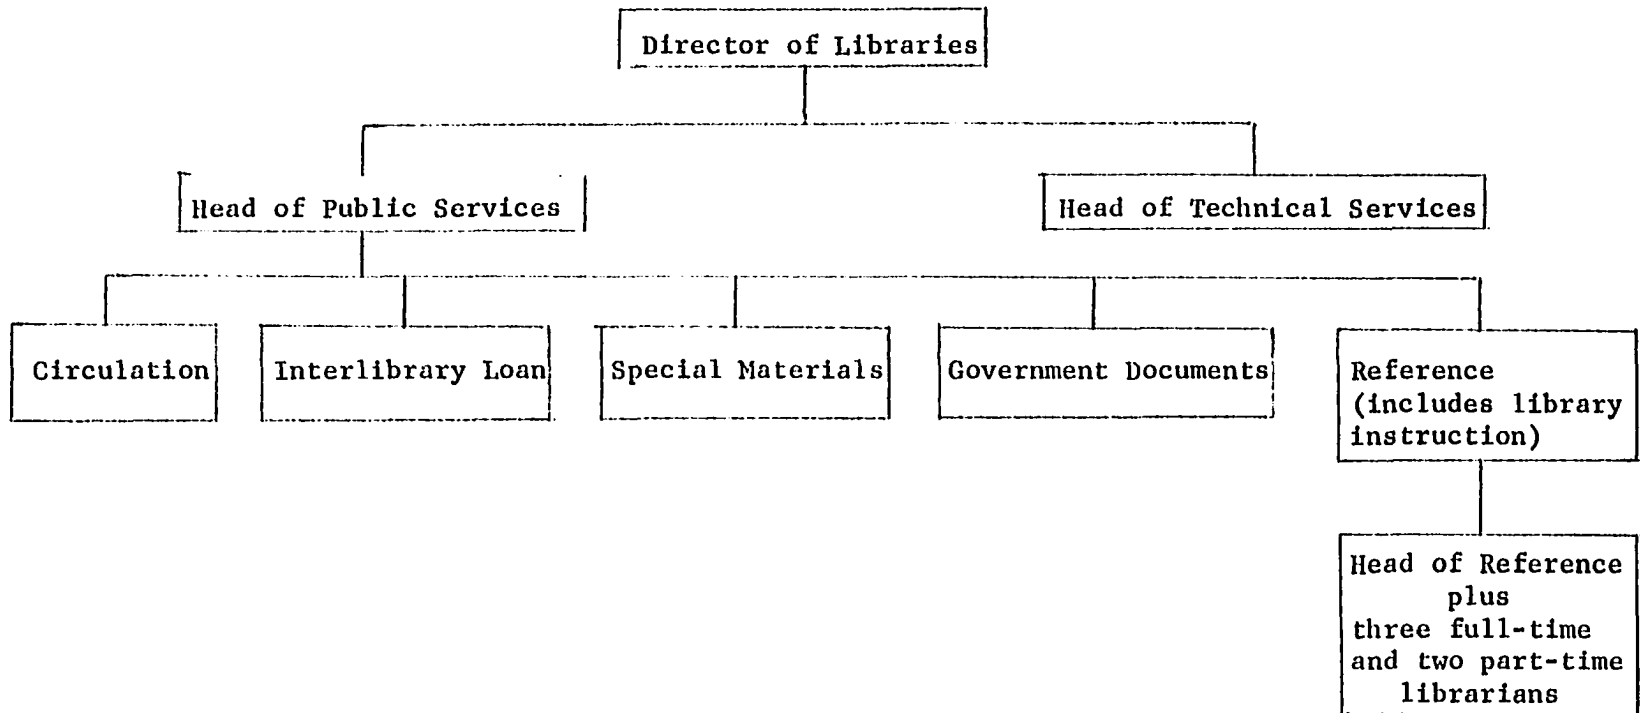 Director of Libraries
Head of Public Services
Head of Technical Services
Circulation
Interlibrary Loan
Special Materials
Government Documents
Reference
(includes library
instruction)
Head of Reference
plus
three full-time
and two part-time
librarians